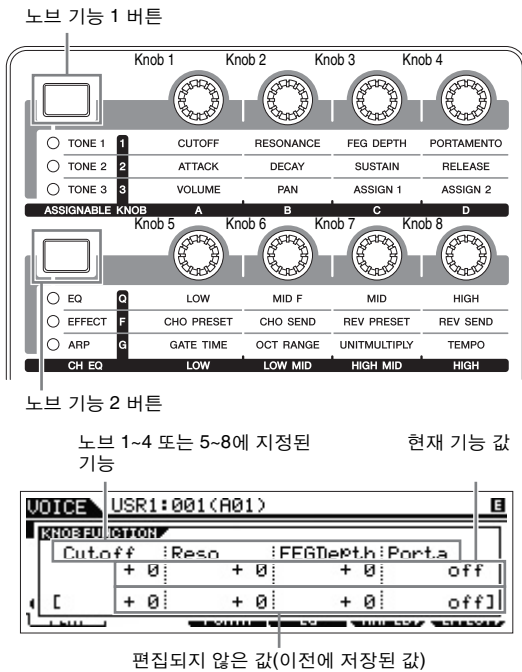 노브 기능 1 버튼
Knob 1 Knob 2 Knob 3 Knob 4
TONE 1 1 CUTOFF RESONANCE FEG DEPTH PORTAMENTO
TONE 2 2 ATTACK DECAY SUSTAIN RELEASE
TONE 3 3 VOLUME PAN ASSIGN 1 ASSIGN 2
ASSIGNABLE KNOB A B C D
Knob 5 Knob 6 Knob 7 Knob 8
EQ Q LOW MID F MID HIGH
EFFECT F CHO PRESET CHO SEND REV PRESET REV SEND
ARP G GATE TIME OCT RANGE UNITMULTIPLY TEMPO
CH EQ LOW LOW MID HIGH MID HIGH
노브 기능 2 버튼
노브 1~4 또는 5~8에 지정된 현재 기능 값
기능
VOICE USR1:001(A01) E
KNOB FUNCTION
Cutoff Reso FEGDepth Porta
+ 0 + 0 + 0 off
[ + 0 + 0 + 0 off]
편집되지 않은 값(이전에 저장된 값)